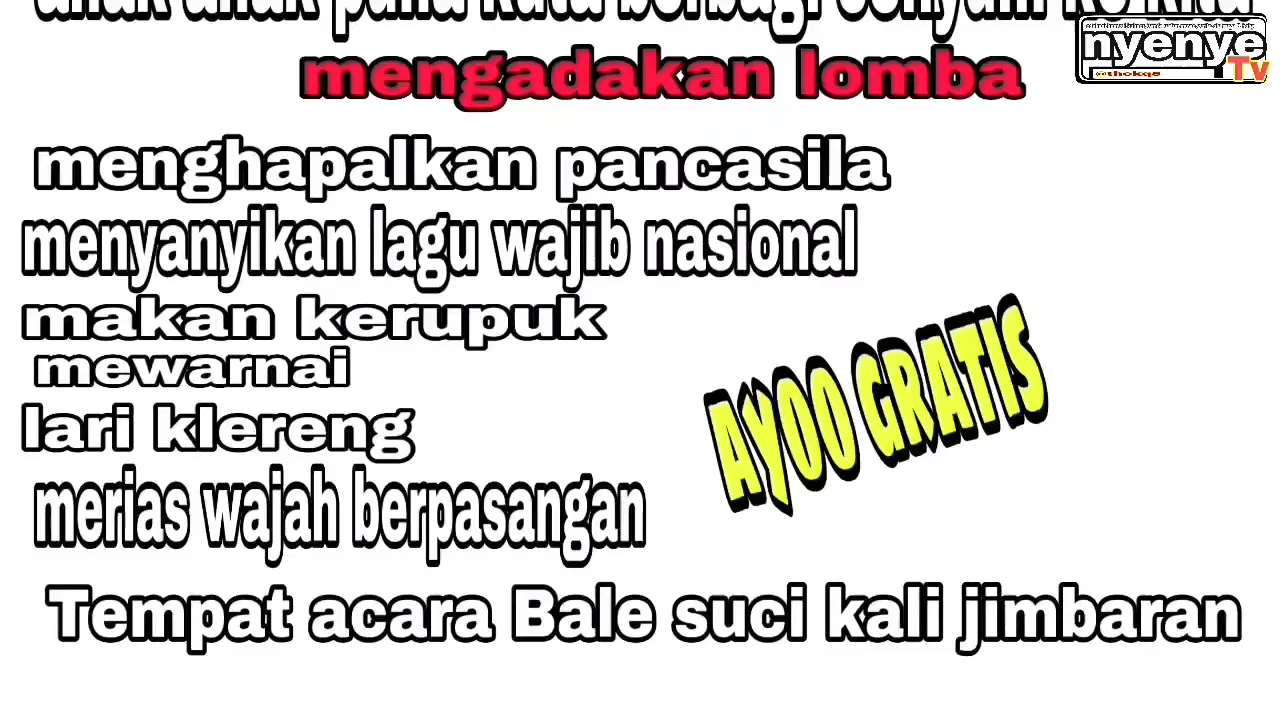 nyenye
Tv
mengadakan lomba
menghapalkan pancasila
menyanyikan lagu wajib nasional
makan kerupuk
mewarnai
lari klereng
merias wajah berpasangan
AYOO GRATIS
Tempat acara Bale suci kali jimbaran